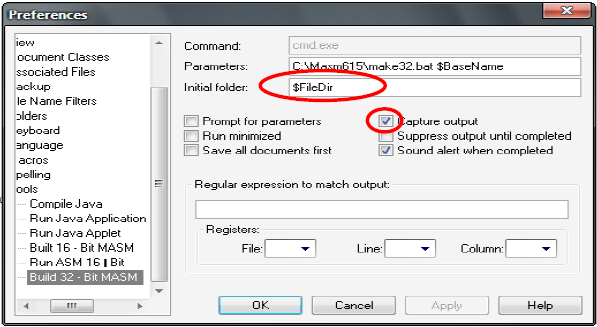 Preferences
iew
ocument Classes
ssociated Files
ackup
le Name Filters
olders
eyboard
anguage
acros
pelling
ools
Compile Java
Run Java Application
Run Java Applet
Built 16 - Bit MASM
Run ASM 16 Bit
Build 32 - Bit MASM
Command: cmd.exe
Parameters: C:\Masm615\make32.bat $BaseName
Initial folder: $FileDir
Prompt for parameters Capture output
Run minimized Suppress output until completed
Save all documents first Sound alert when completed
Regular expression to match output:
Registers:
File: Line: Column:
OK Cancel Apply Help